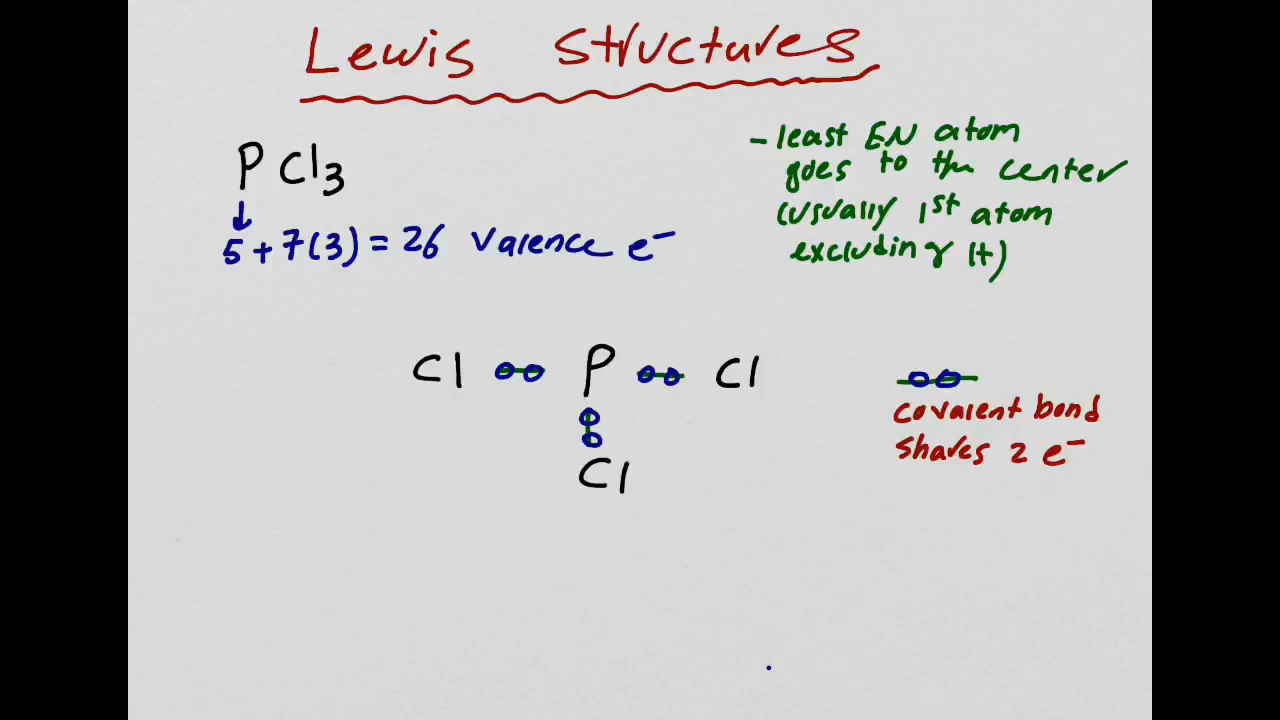 Lewis Structures
PCl3
5 + 7(3) = 26 valence e−
- least EN atom
goes to the center
(usually 1st atom
excluding H)
Cl P Cl
Cl
covalent bond
shares 2 e−